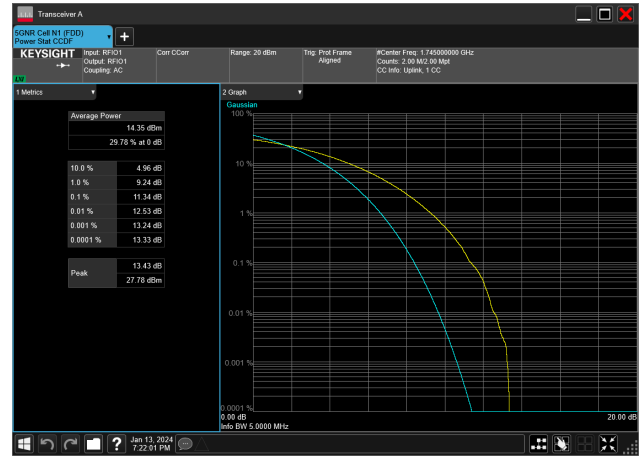 Transceiver A
5GNR Cell N1 (FDD)
Power Stat CCDF
KEYSIGHT
Input: RFIO1
Output: RFIO1
Coupling: AC
Corr CCorr
Range: 20 dBm
Trig: Prot Frame
Aligned
#Center Freq: 1.745000000 GHz
Counts: 2.00 M/2.00 Mpt
CC Info: Uplink, 1 CC
1 Metrics
Average Power
14.35 dBm
29.78 % at 0 dB
10.0 % 4.96 dB
1.0 % 9.24 dB
0.1 % 11.34 dB
0.01 % 12.53 dB
0.001 % 13.24 dB
0.0001 % 13.33 dB
Peak 13.43 dB
27.78 dBm
2 Graph
Gaussian
100 %
10 %
1 %
0.1 %
0.01 %
0.001 %
0.0001 %
0.00 dB
20.00 dB
Info BW 5.0000 MHz
Jan 13, 2024
7:22:01 PM